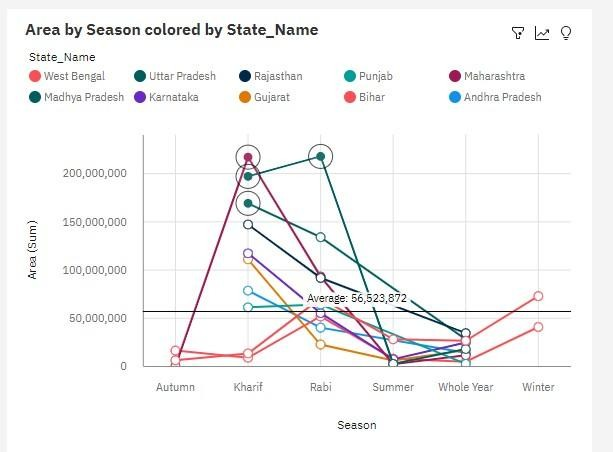 Area by Season colored by State_Name
State_Name
West Bengal Uttar Pradesh Rajasthan Punjab Maharashtra
Madhya Pradesh Karnataka Gujarat Bihar Andhra Pradesh
Area (Sum)
200,000,000
150,000,000
100,000,000
Average: 56,523,872
50,000,000
0
Autumn Kharif Rabi Summer Whole Year Winter
Season